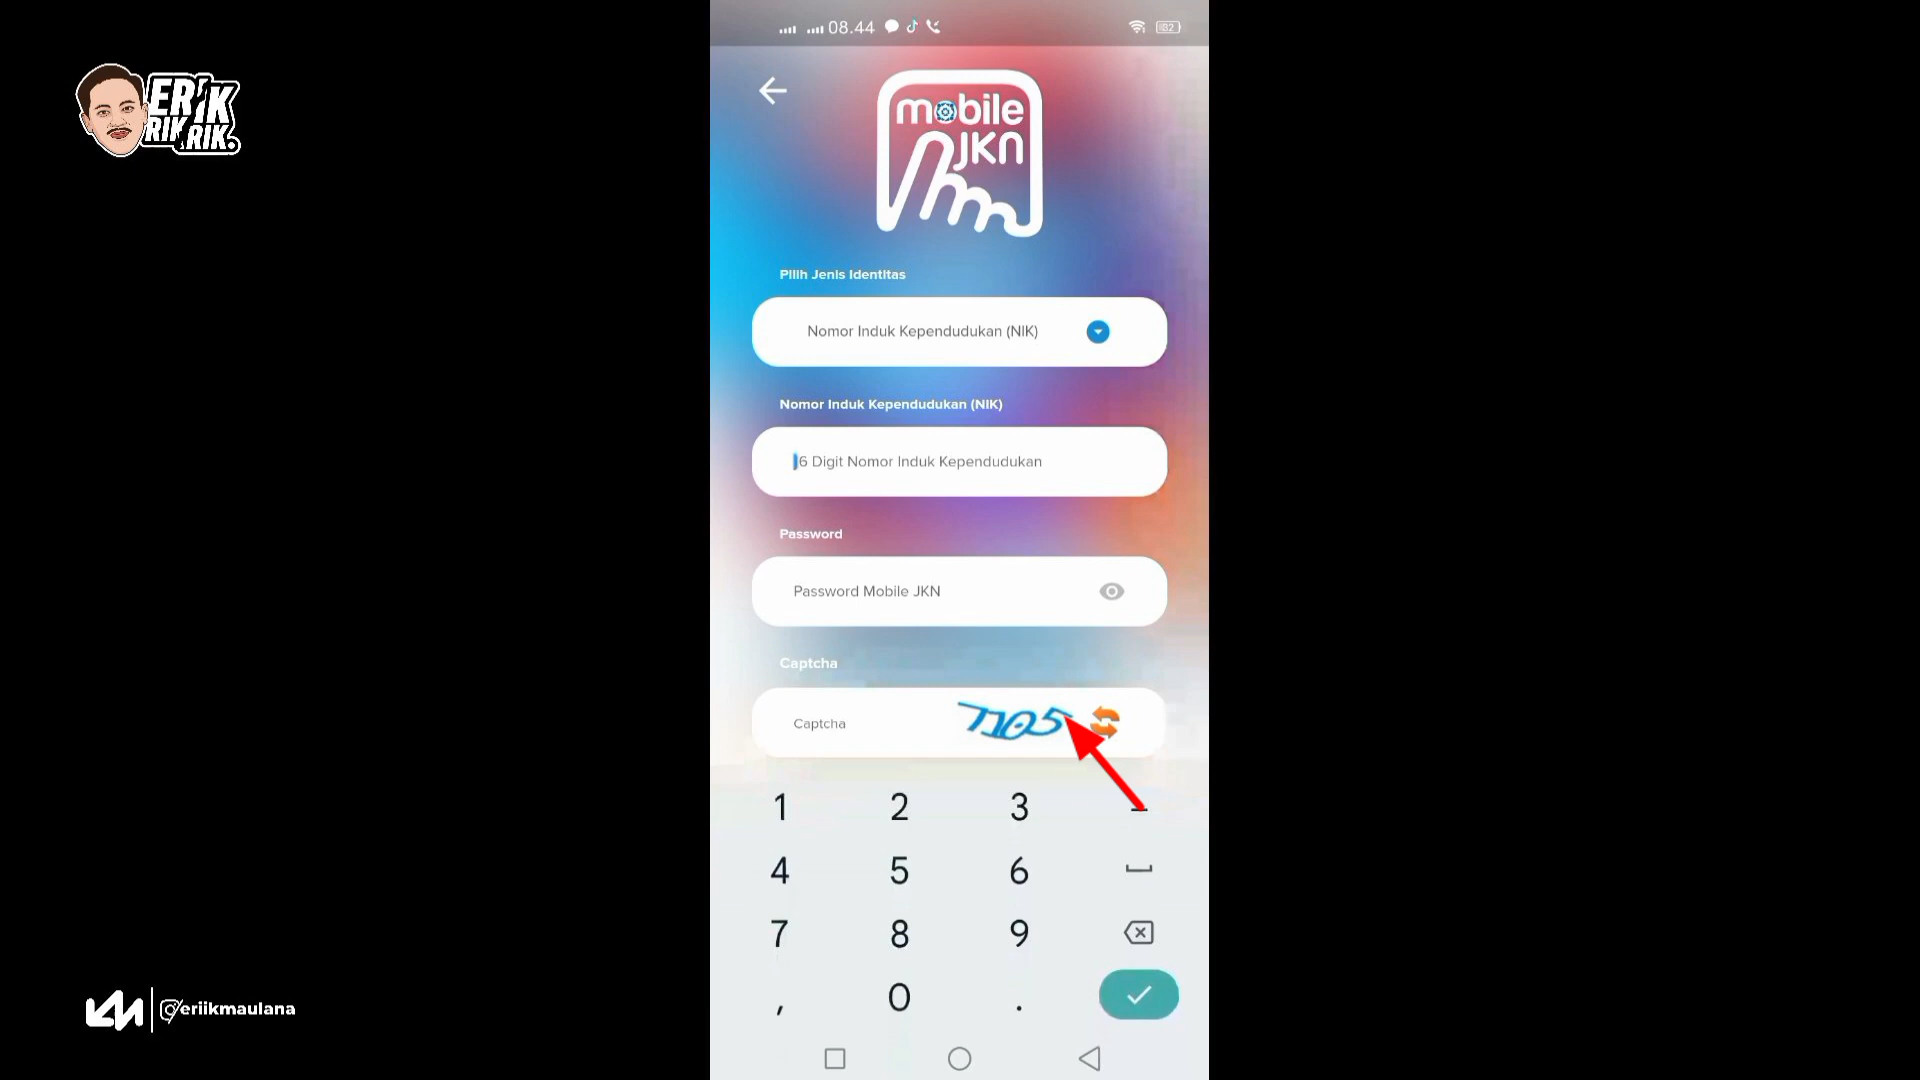 ERIK
RIK RIK.
08.44
82
mobile
JKN
Pilih Jenis Identitas
Nomor Induk Kependudukan (NIK)
Nomor Induk Kependudukan (NIK)
6 Digit Nomor Induk Kependudukan
Password
Password Mobile JKN
Captcha
Captcha
1 2 3 -
4 5 6
7 8 9
, 0 .
@eriikmaulana